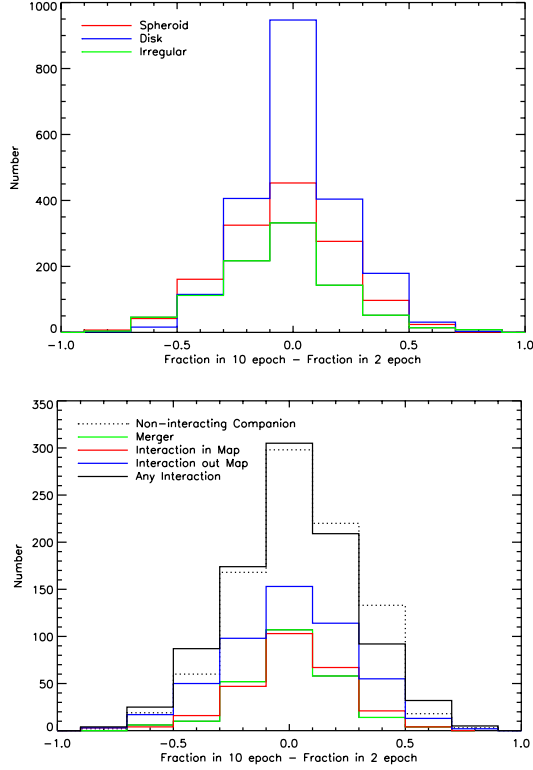 1000
800
600
400
200
0
Number
Spheroid
Disk
Irregular
−1.0 −0.5 0.0 0.5 1.0
Fraction in 10 epoch − Fraction in 2 epoch
350
300
250
200
150
100
50
0
Number
Non−interacting Companion
Merger
Interaction in Map
Interaction out Map
Any Interaction
−1.0 −0.5 0.0 0.5 1.0
Fraction in 10 epoch − Fraction in 2 epoch